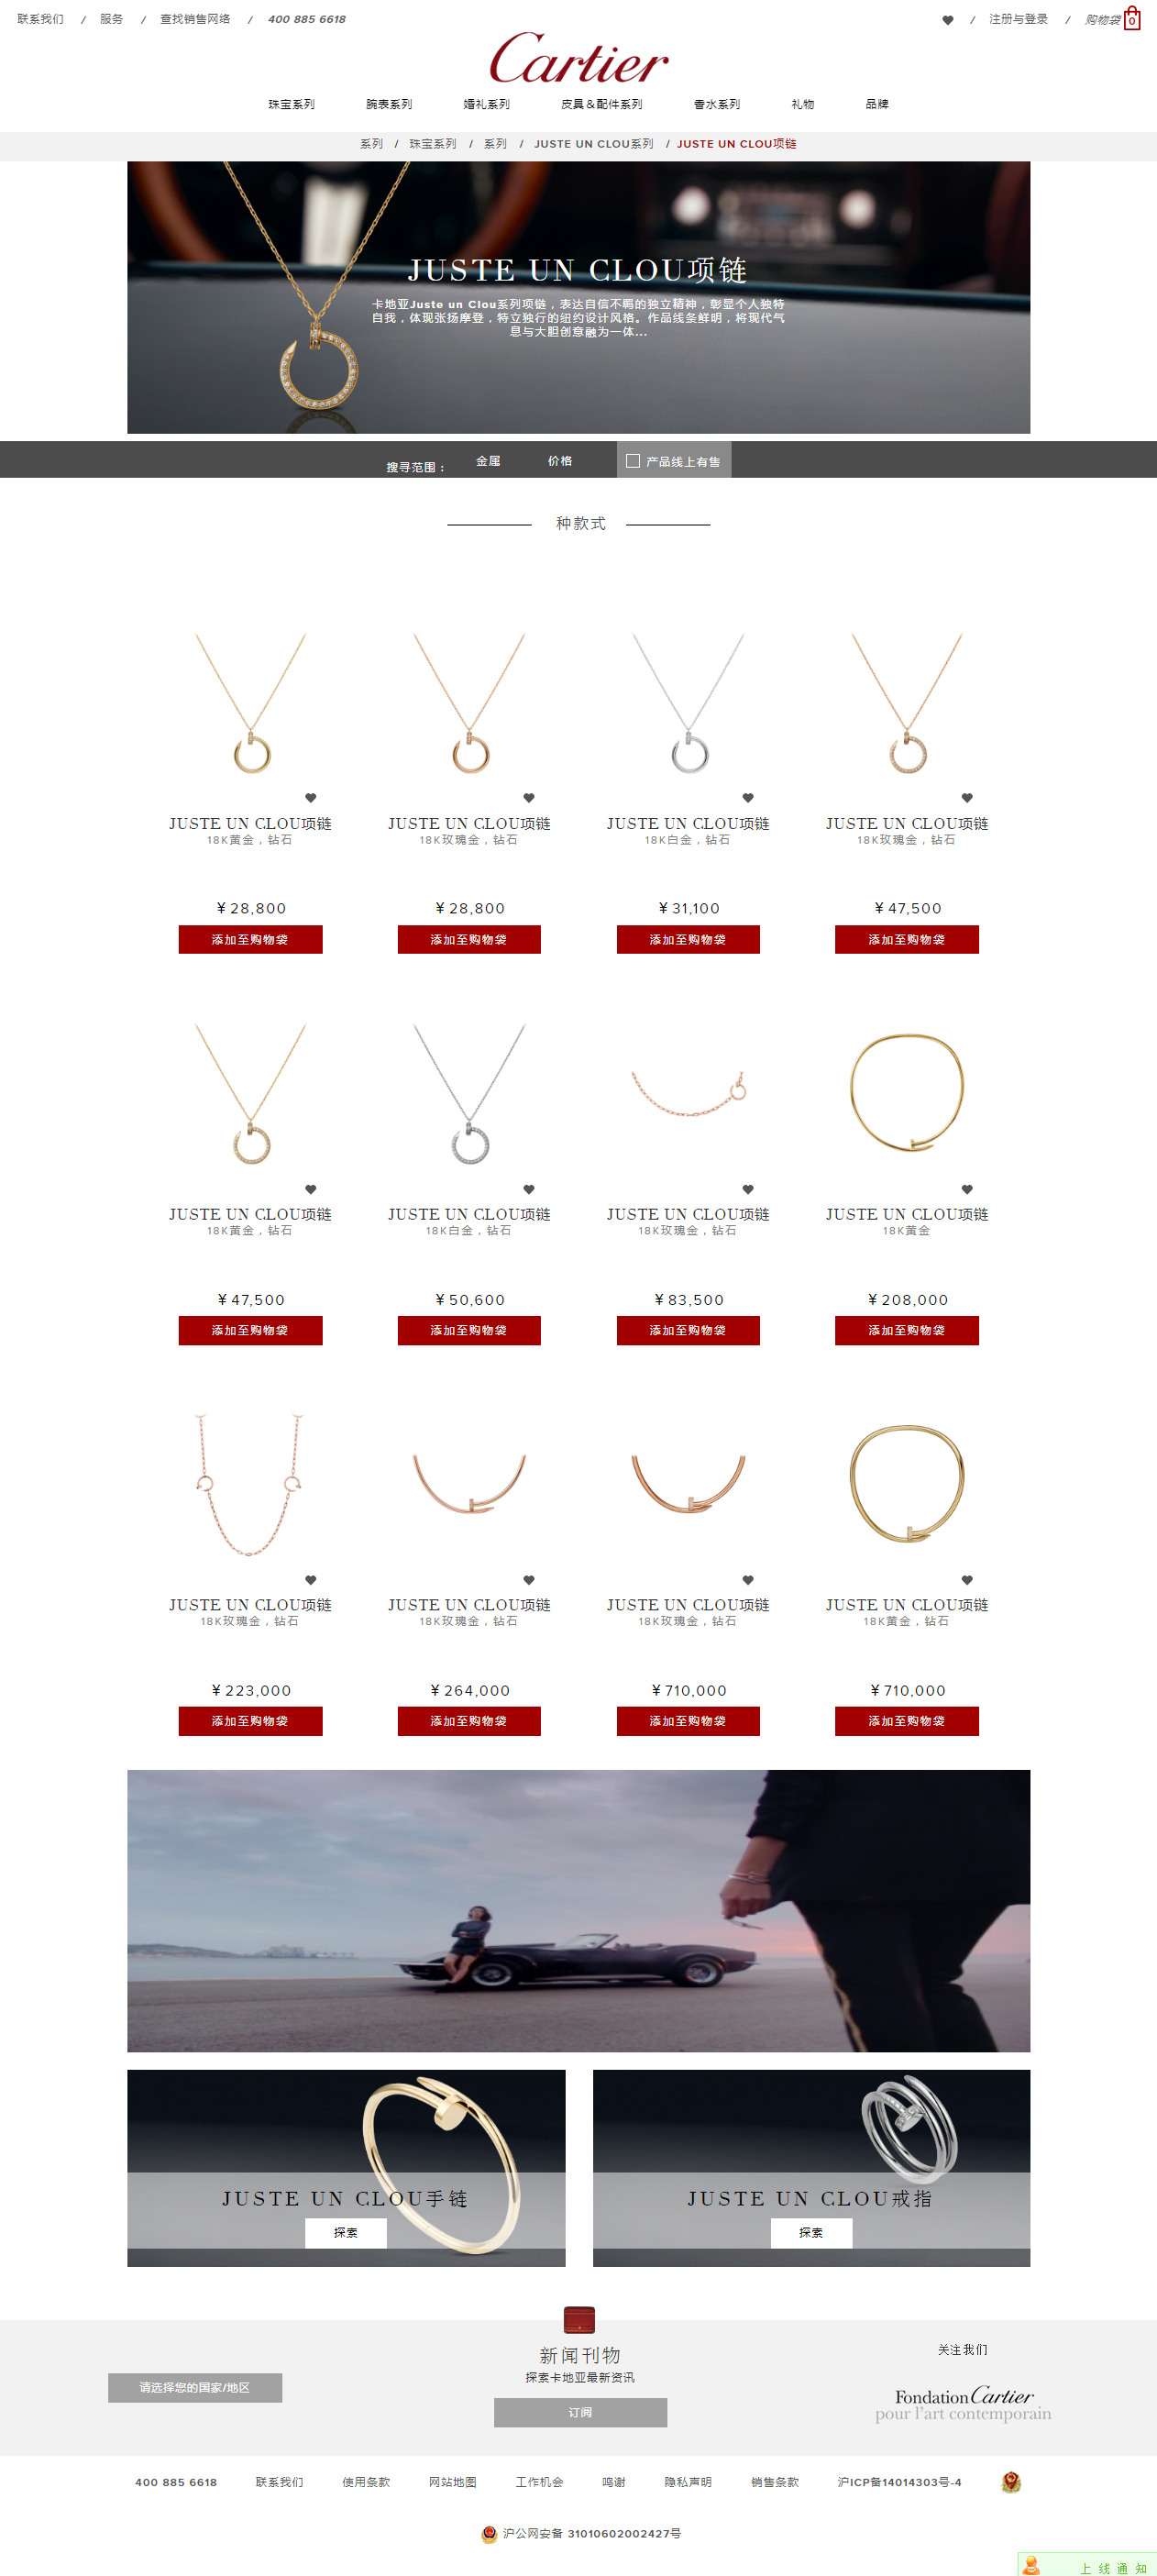 联系我们 / 服务 / 查找销售网络 / 400 885 6618
/ 注册与登录 / 购物袋 0
Cartier
珠宝系列 腕表系列 婚礼系列 皮具&配件系列 香水系列 礼物 品牌
系列 / 珠宝系列 / 系列 / JUSTE UN CLOU系列 / JUSTE UN CLOU项链
JUSTE UN CLOU项链
卡地亚Juste un Clou系列项链,表达自信不羁的独立精神,彰显个人独特
自我,体现张扬摩登,特立独行的纽约设计风格。作品线条鲜明,将现代气
息与大胆创意融为一体...
搜寻范围: 金属 价格 产品线上有售
种款式
JUSTE UN CLOU项链 JUSTE UN CLOU项链 JUSTE UN CLOU项链 JUSTE UN CLOU项链
18K黄金,钻石 18K玫瑰金,钻石 18K白金,钻石 18K玫瑰金,钻石
¥28,800 ¥28,800 ¥31,100 ¥47,500
添加至购物袋 添加至购物袋 添加至购物袋 添加至购物袋
JUSTE UN CLOU项链 JUSTE UN CLOU项链 JUSTE UN CLOU项链 JUSTE UN CLOU项链
18K黄金,钻石 18K白金,钻石 18K玫瑰金,钻石 18K黄金
¥47,500 ¥50,600 ¥83,500 ¥208,000
添加至购物袋 添加至购物袋 添加至购物袋 添加至购物袋
JUSTE UN CLOU项链 JUSTE UN CLOU项链 JUSTE UN CLOU项链 JUSTE UN CLOU项链
18K玫瑰金,钻石 18K玫瑰金,钻石 18K玫瑰金,钻石 18K黄金,钻石
¥223,000 ¥264,000 ¥710,000 ¥710,000
添加至购物袋 添加至购物袋 添加至购物袋 添加至购物袋
JUSTE UN CLOU手链 JUSTE UN CLOU戒指
探索 探索
请选择您的国家/地区
新闻刊物
探索卡地亚最新资讯
订阅
关注我们
Fondation Cartier
pour l'art contemporain
400 885 6618 联系我们 使用条款 网站地图 工作机会 鸣谢 隐私声明 销售条款 沪ICP备14014303号-4
沪公网安备 31010602002427号
上线通知